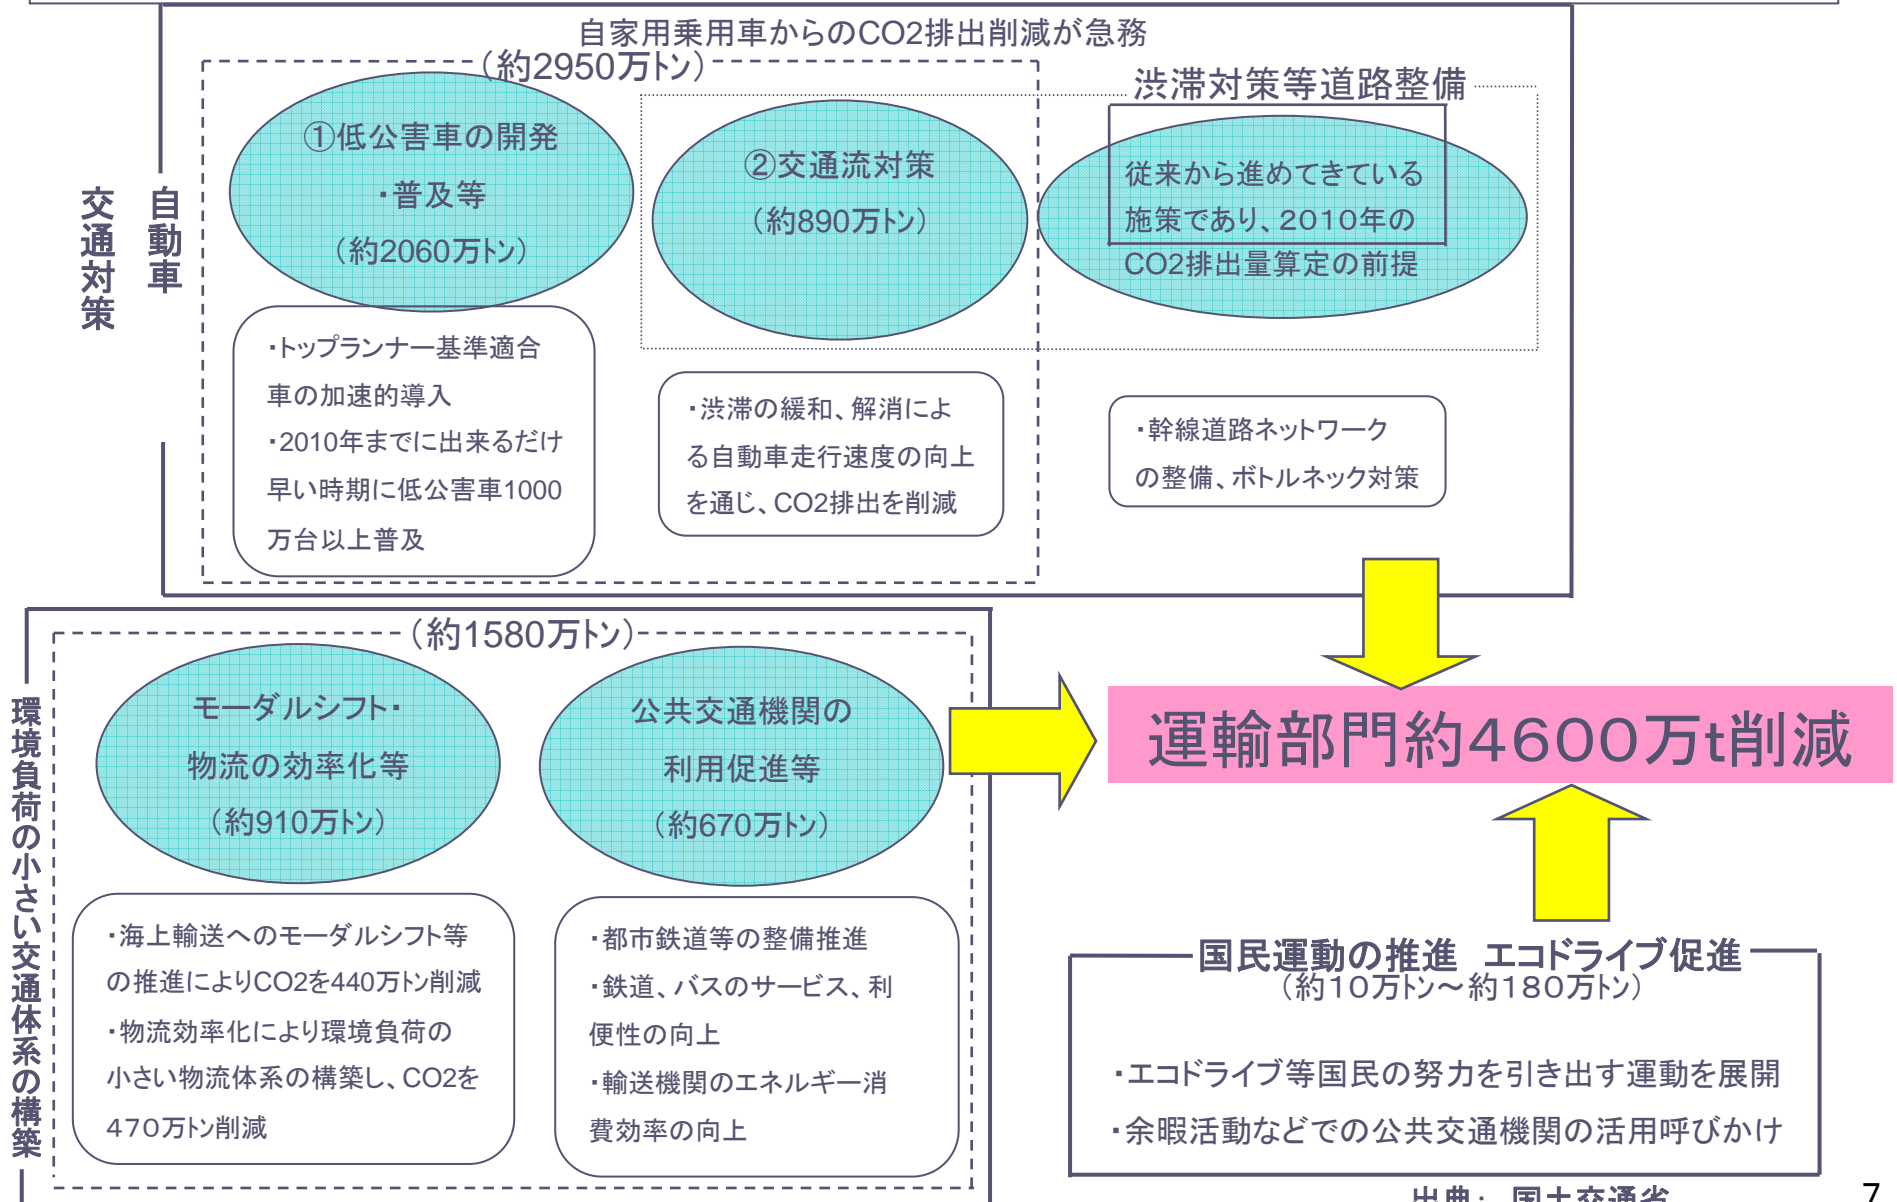 自家用乗用車からのCO2排出削減が急務
（約2950万トン）
渋滞対策等道路整備
自動車
交通対策
①低公害車の開発
・普及等
（約2060万トン）
②交通流対策
（約890万トン）
従来から進めてきている
施策であり、２０１０年の
CO2排出量算定の前提
・トップランナー基準適合
車の加速的導入
・2010年までに出来るだけ
早い時期に低公害車1000
万台以上普及
・渋滞の緩和、解消によ
る自動車走行速度の向上
を通じ、CO2排出を削減
・幹線道路ネットワーク
の整備、ボトルネック対策
環境負荷の小さい交通体系の構築
（約1580万トン）
モーダルシフト・
物流の効率化等
（約910万トン）
公共交通機関の
利用促進等
（約670万トン）
・海上輸送へのモーダルシフト等
の推進によりCO2を440万トン削減
・物流効率化により環境負荷の
小さい物流体系の構築し、CO2を
４７０万トン削減
・都市鉄道等の整備推進
・鉄道、バスのサービス、利
便性の向上
・輸送機関のエネルギー消
費効率の向上
運輸部門約４６００万t削減
国民運動の推進　エコドライブ促進
（約１０万トン～約１８０万トン）
・エコドライブ等国民の努力を引き出す運動を展開
・余暇活動などでの公共交通機関の活用呼びかけ
出典：　国土交通省
7